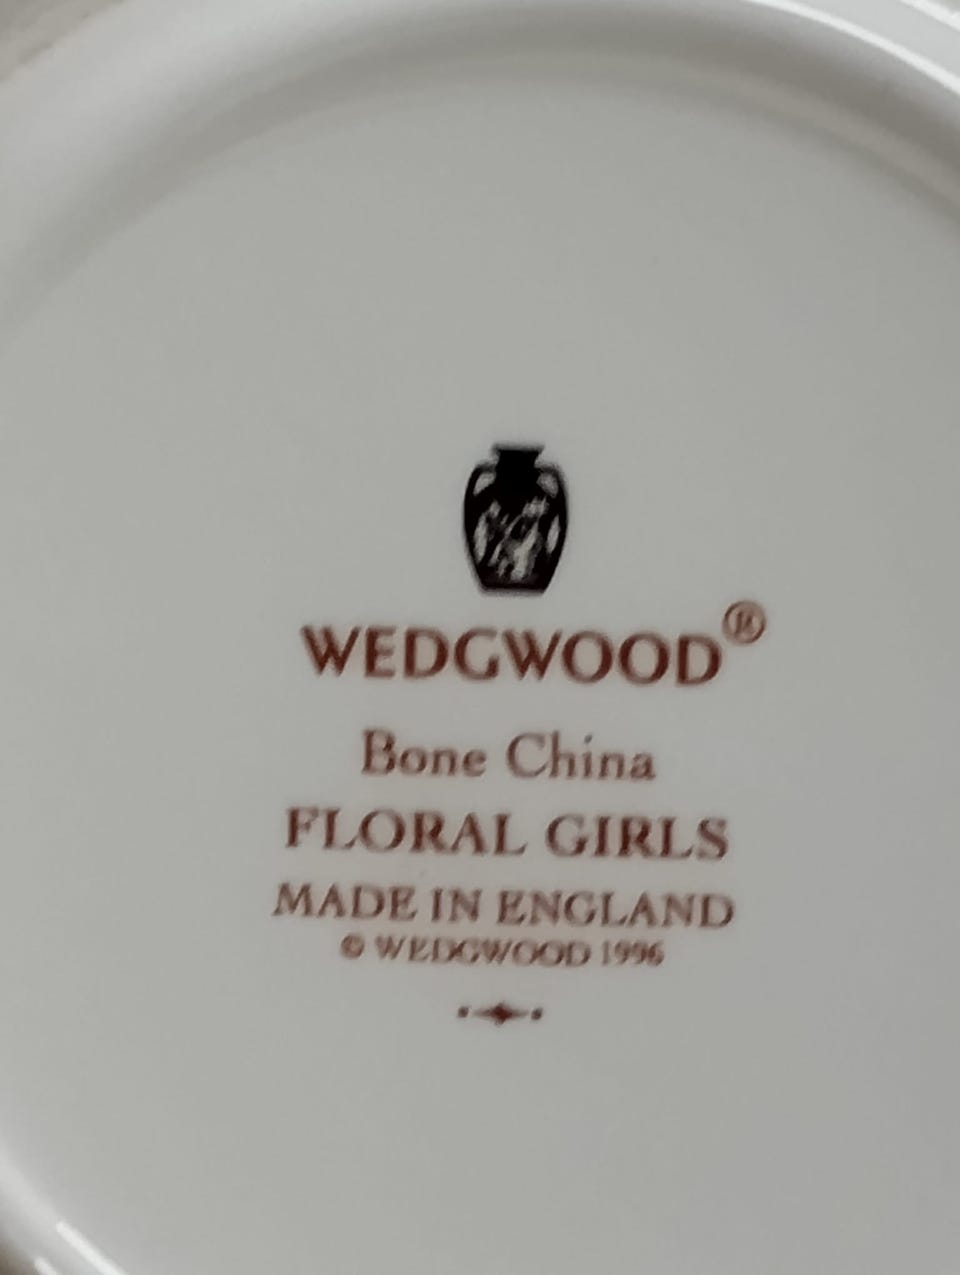 WEDGWOOD®
Bone China
FLORAL GIRLS
MADE IN ENGLAND
© WEDGWOOD 1996